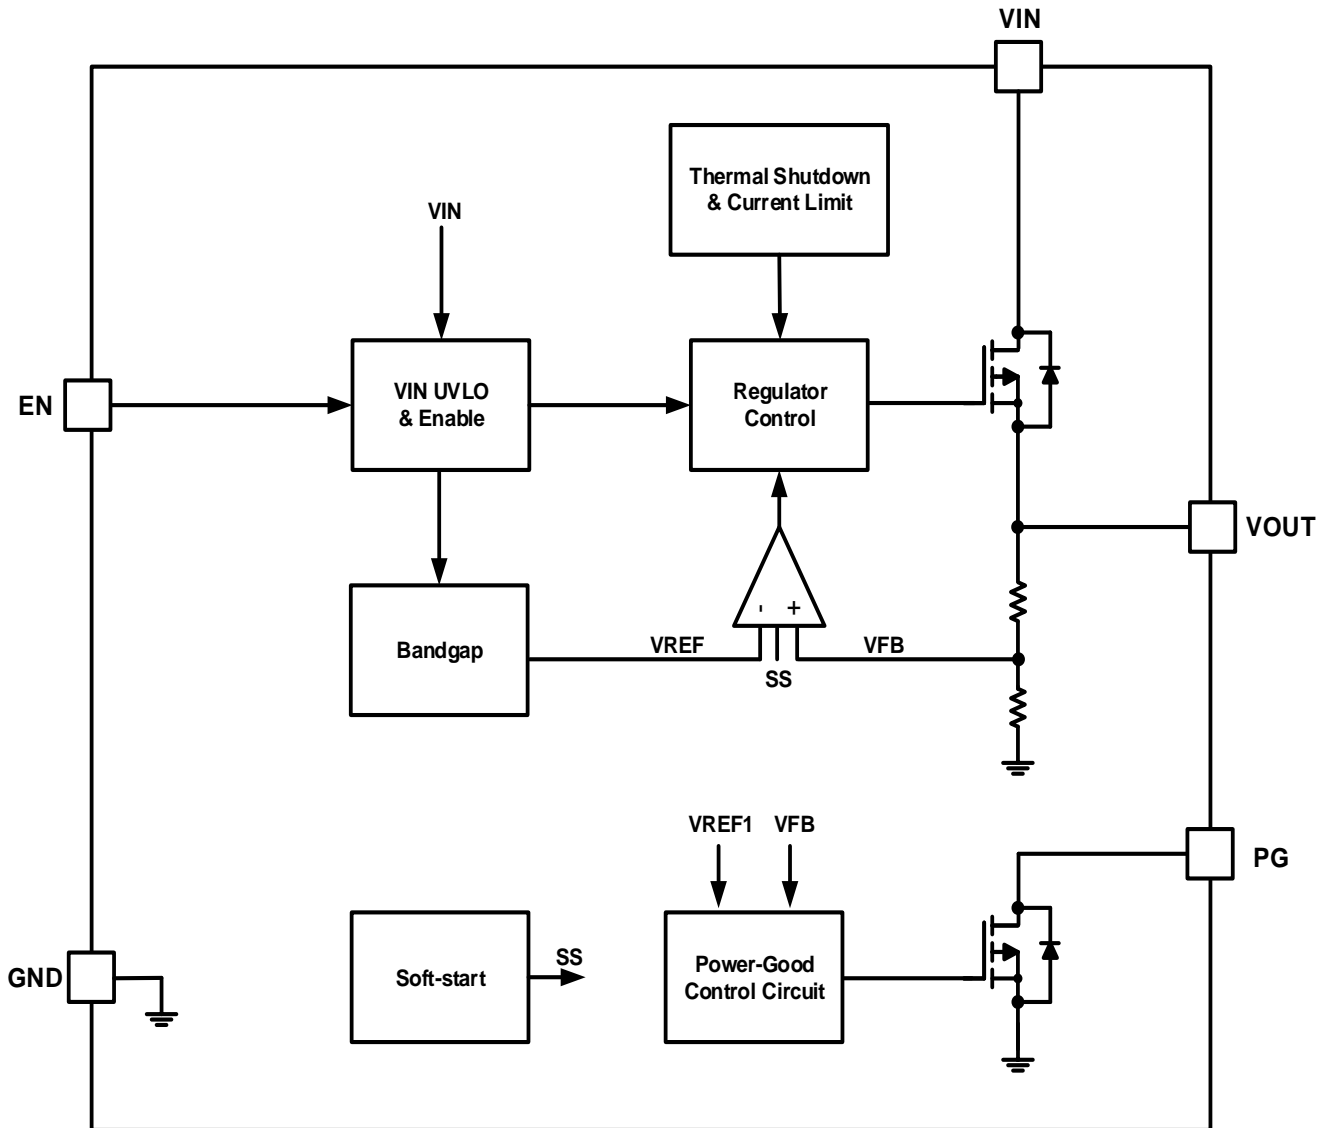 VIN
Thermal Shutdown
& Current Limit
VIN
EN
VIN UVLO
& Enable
Regulator
Control
VOUT
- +
Bandgap
VREF
SS
VFB
VREF1 VFB
PG
GND
Soft-start
SS
Power-Good
Control Circuit